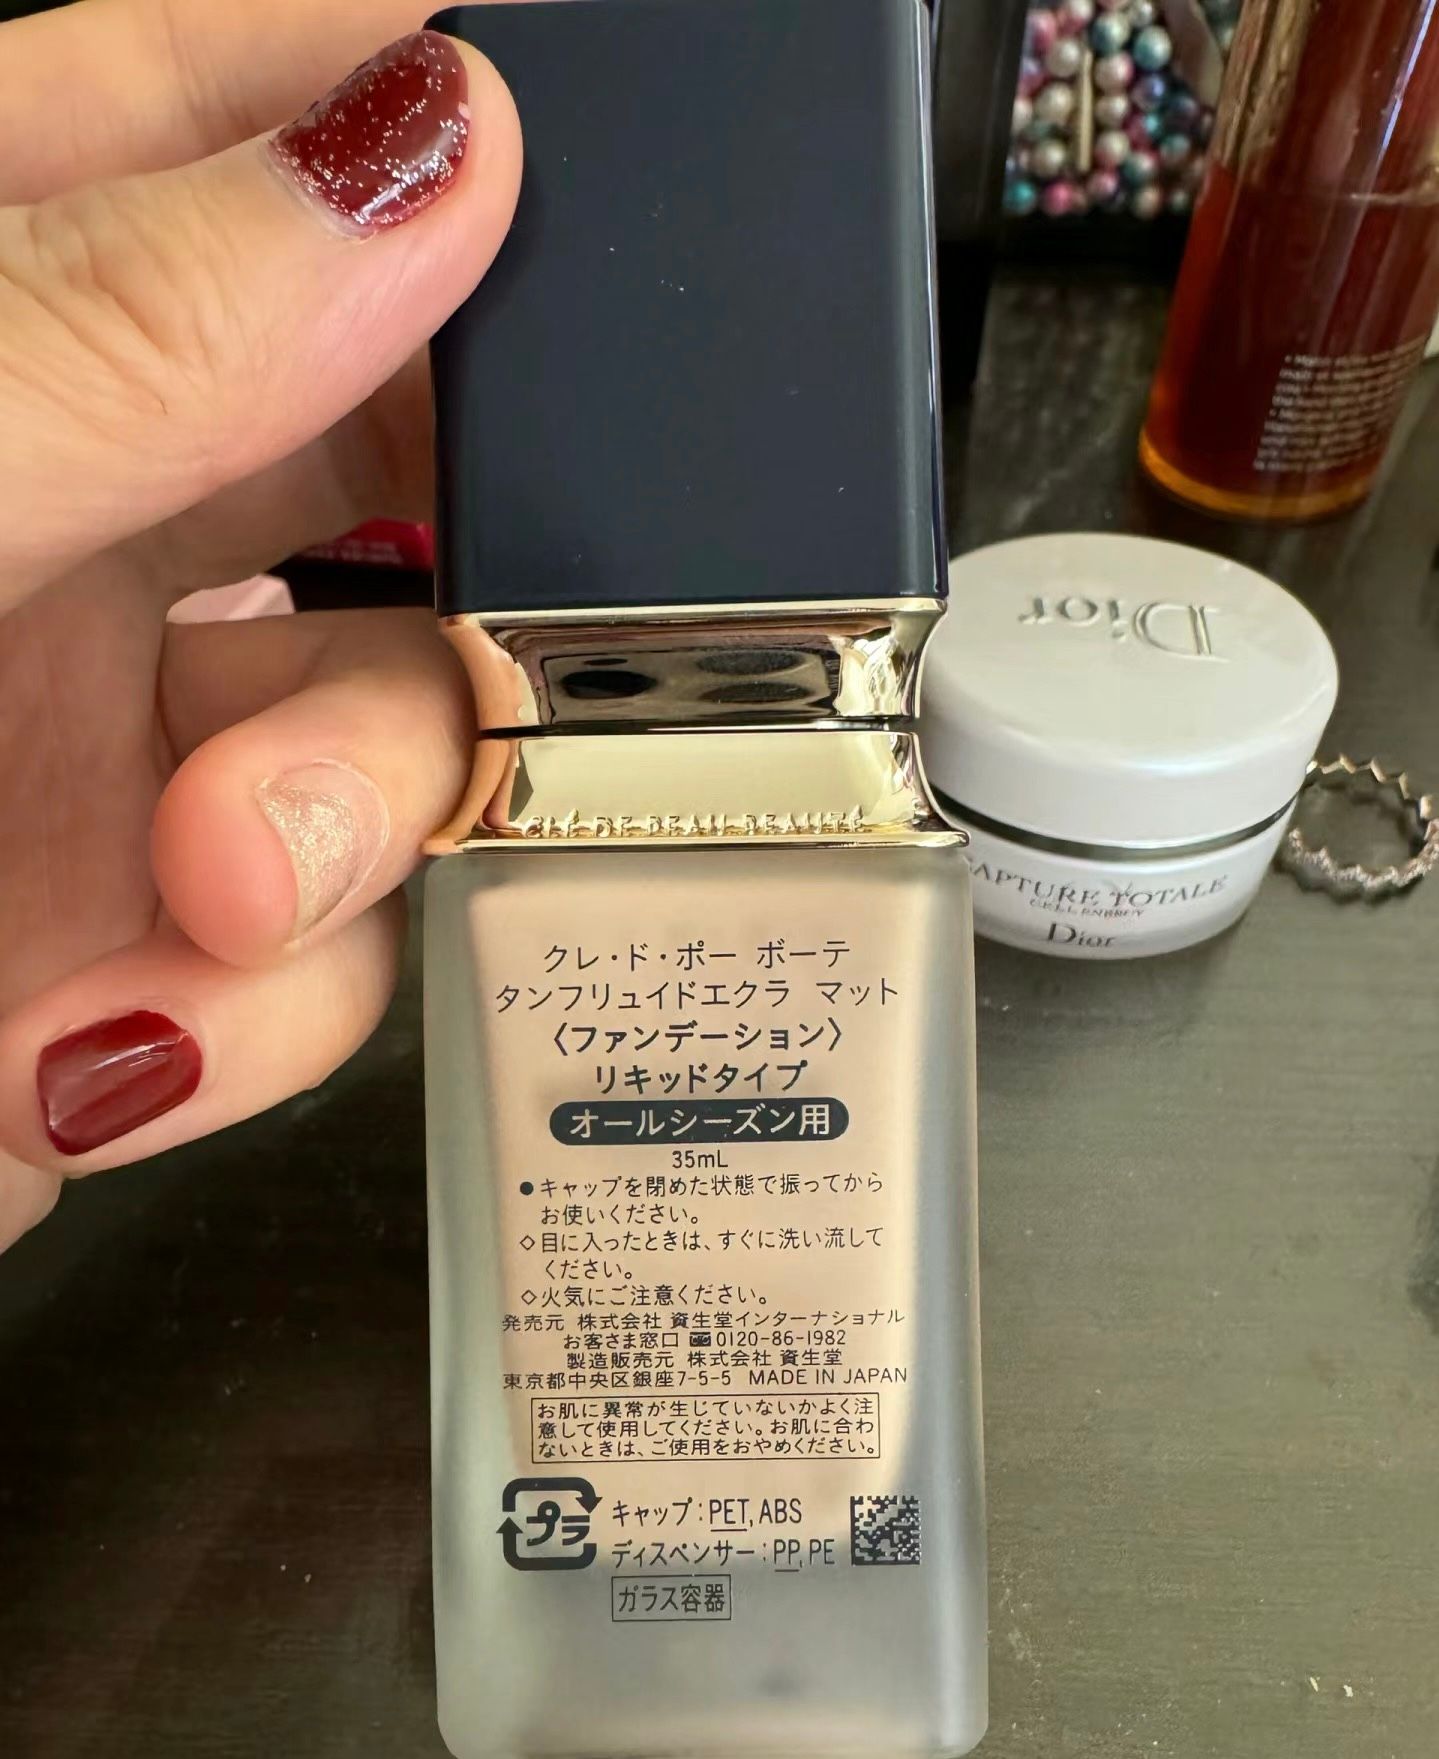 CLÉ DE PEAU BEAUTÉ
クレ・ド・ポー ボーテ
タンフリュイドエクラ マット
〈ファンデーション〉
リキッドタイプ
オールシーズン用
35mL
●キャップを閉めた状態で振ってから
お使いください。
◇目に入ったときは、すぐに洗い流して
ください。
◇火気にご注意ください。
発売元 株式会社 資生堂インターナショナル
お客さま窓口 0120-86-1982
製造販売元 株式会社 資生堂
東京都中央区銀座7-5-5 MADE IN JAPAN
お肌に異常が生じていないかよく注
意して使用してください。お肌に合わ
ないときは、ご使用をおやめください。
プラ
キャップ：PET, ABS
ディスペンサー：PP, PE
ガラス容器
Dior
CAPTURE TOTALE
CELL ENERGY
Dior